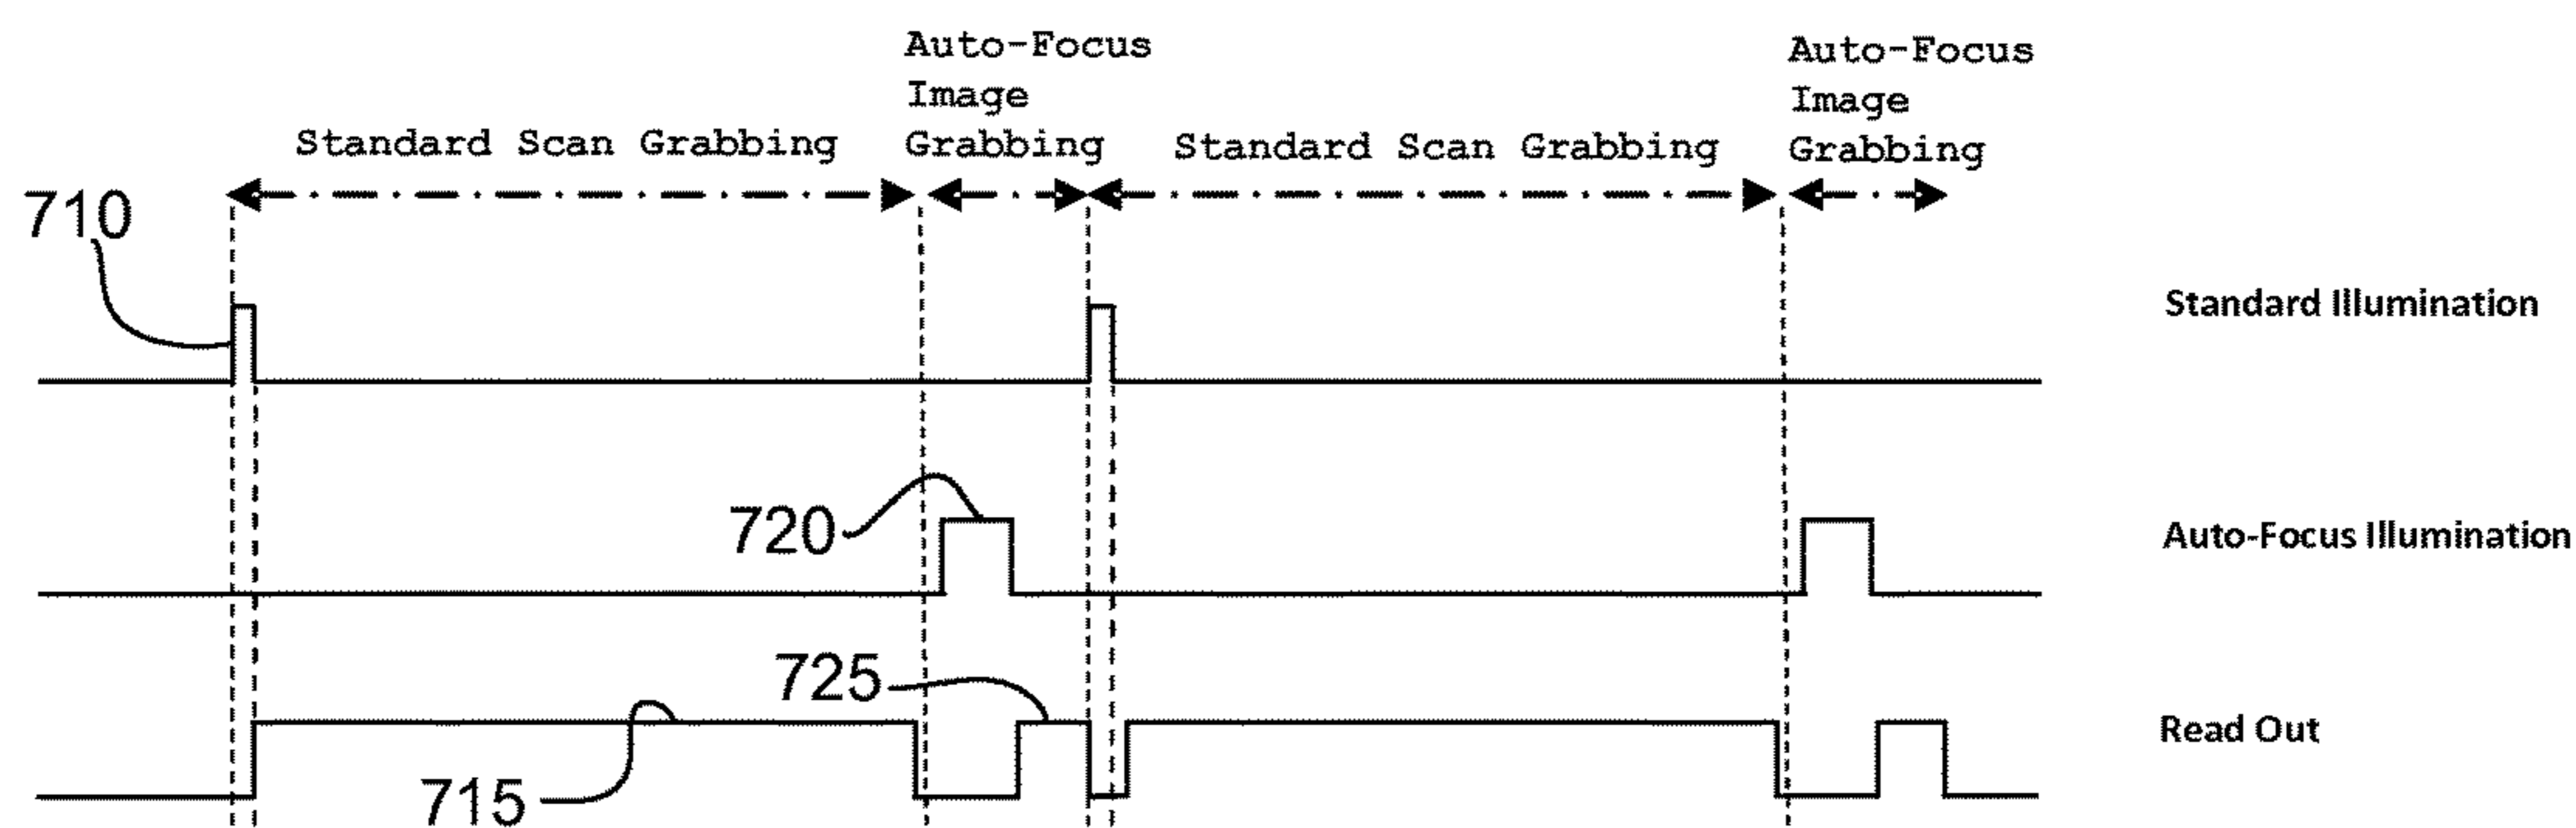 Auto-Focus
Image
Grabbing
Auto-Focus
Image
Grabbing
Standard Scan Grabbing
Standard Scan Grabbing
710
Standard Illumination
720
Auto-Focus Illumination
725
Read Out
715